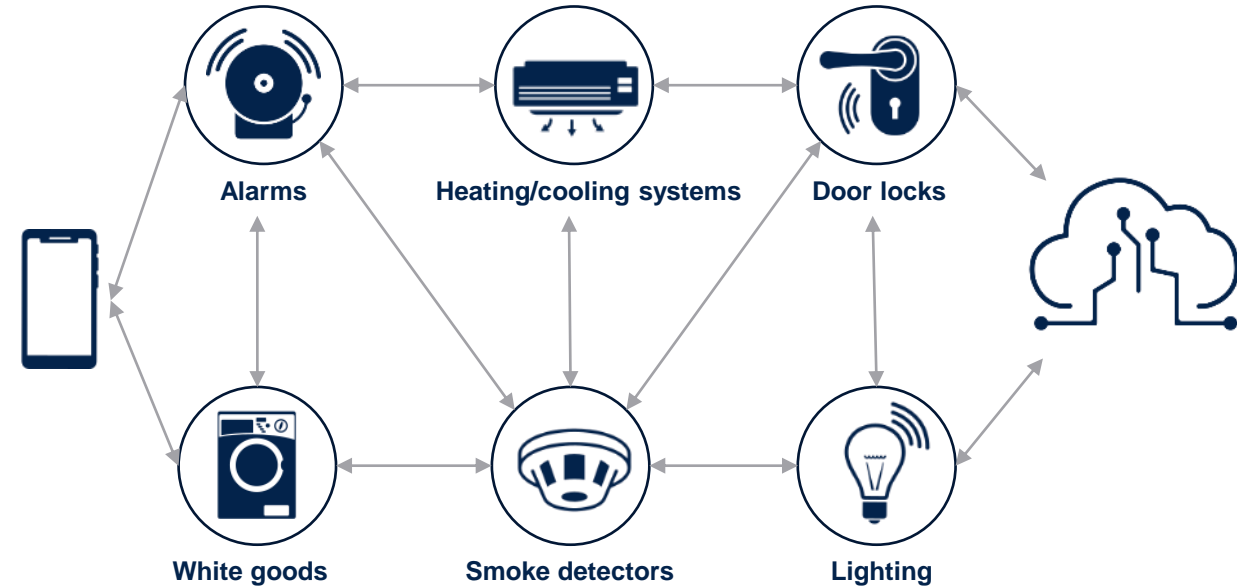 Alarms
Heating/cooling systems
Door locks
White goods
Smoke detectors
Lighting